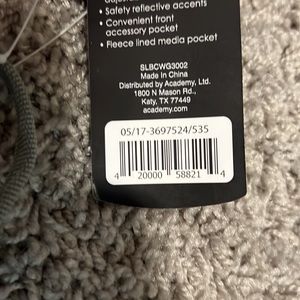 • Safety reflective accents
• Convenient front
accessory pocket
• Fleece lined media pocket
SLBCWG3002
Made in China
Distributed by Academy, Ltd.
1800 N Mason Rd.,
Katy, TX 77449
academy.com
05/17-3697524/535
4 20000 58821 4